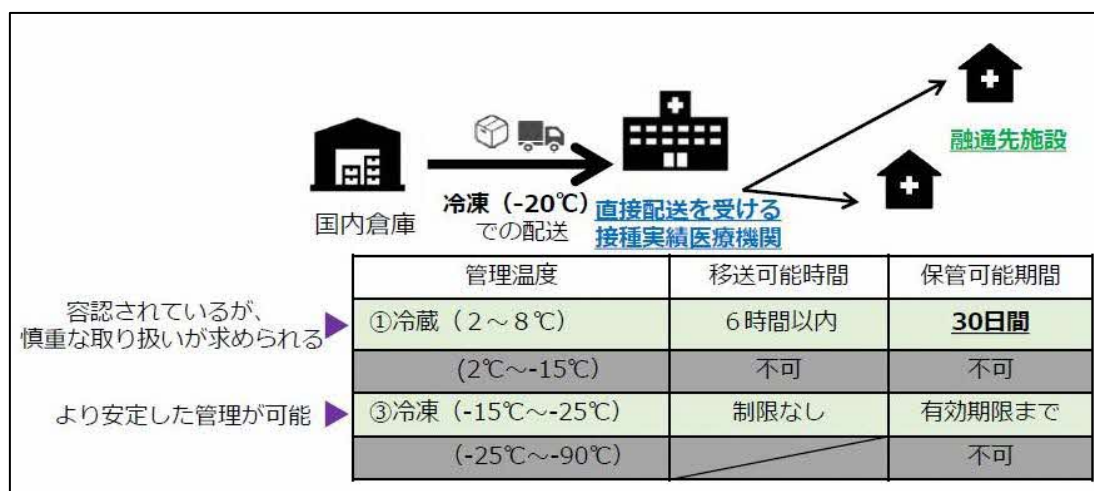 融通先施設
国内倉庫
冷凍（-20℃）
での配送
直接配送を受ける
接種実績医療機関
管理温度
移送可能時間
保管可能期間
容認されているが、
慎重な取り扱いが求められる
①冷蔵（２～８℃）
６時間以内
30日間
(2℃～-15℃)
不可
不可
より安定した管理が可能
③冷凍（-15℃～-25℃）
制限なし
有効期限まで
(-25℃～-90℃)
不可